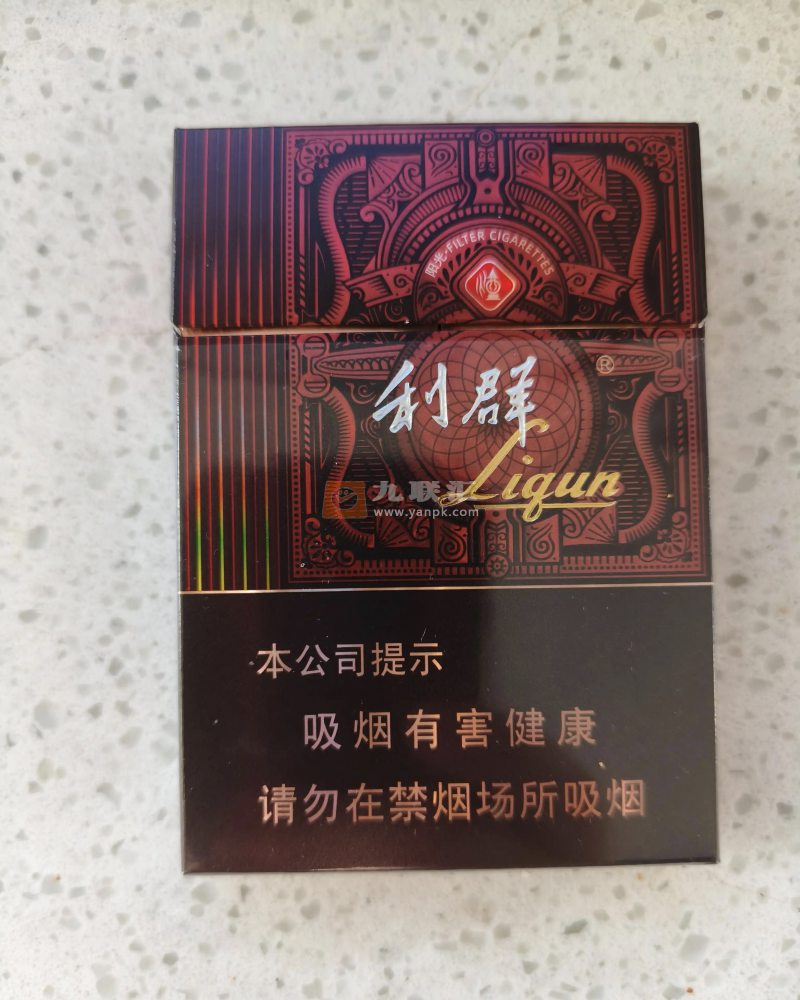 阳光·FILTER CIGARETTES
利群
®
Liqun
九联汇
www.yanpk.com
本公司提示
吸烟有害健康
请勿在禁烟场所吸烟